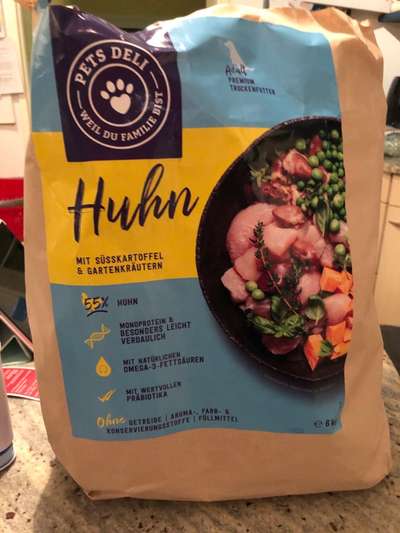 PETS DELI
WEIL DU FAMILIE BIST
Adult
PREMIUM
TROCKENFUTTER
Huhn
MIT SÜSSKARTOFFEL
& GARTENKRÄUTERN
55% HUHN
MONOPROTEIN &
BESONDERS LEICHT
VERDAULICH
MIT NATÜRLICHEN
OMEGA-3-FETTSÄUREN
MIT WERTVOLLEN
PRÄBIOTIKA
Ohne GETREIDE | AROMA-, FARB- &
KONSERVIERUNGSSTOFFE | FÜLLMITTEL
℮ 6